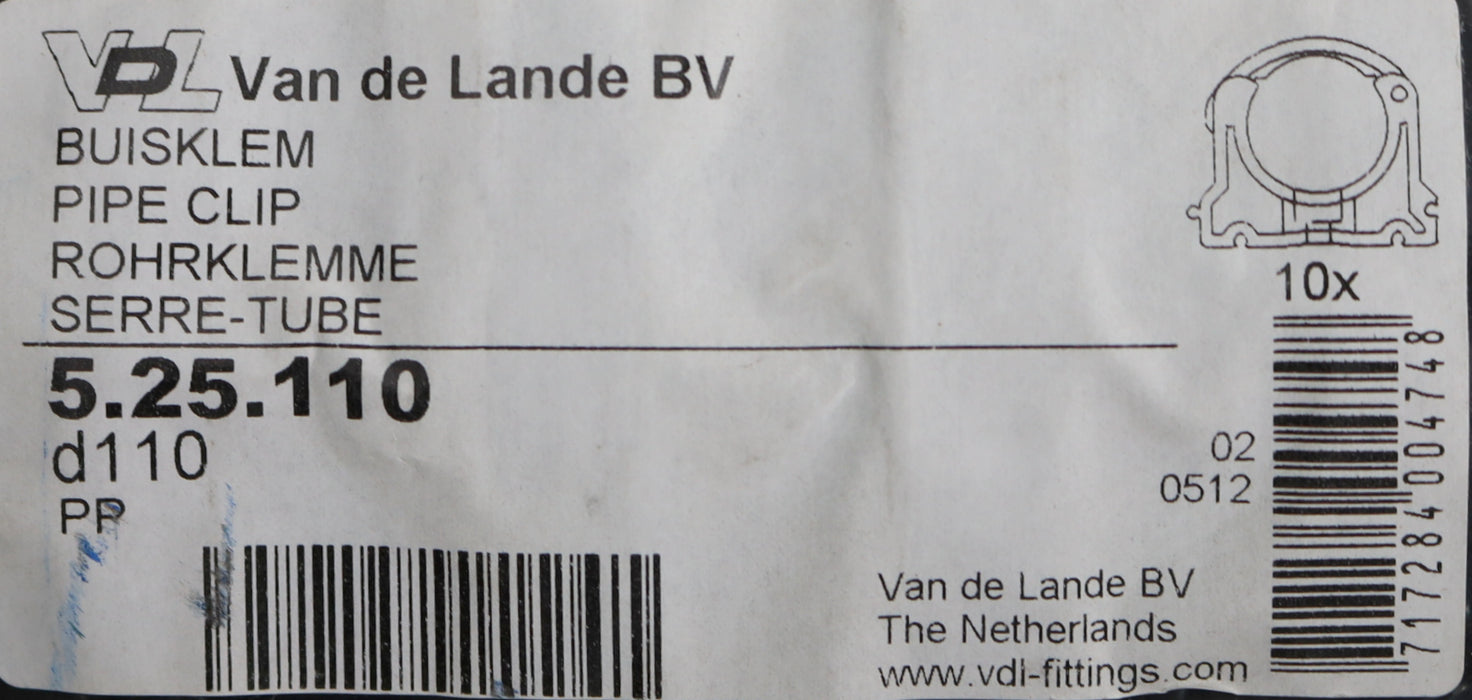 VDL Van de Lande BV
BUISKLEM
PIPE CLIP
ROHRKLEMME
SERRE-TUBE
10x
5.25.110
d110
PP
02
0512
717284004748
Van de Lande BV
The Netherlands
www.vdl-fittings.com